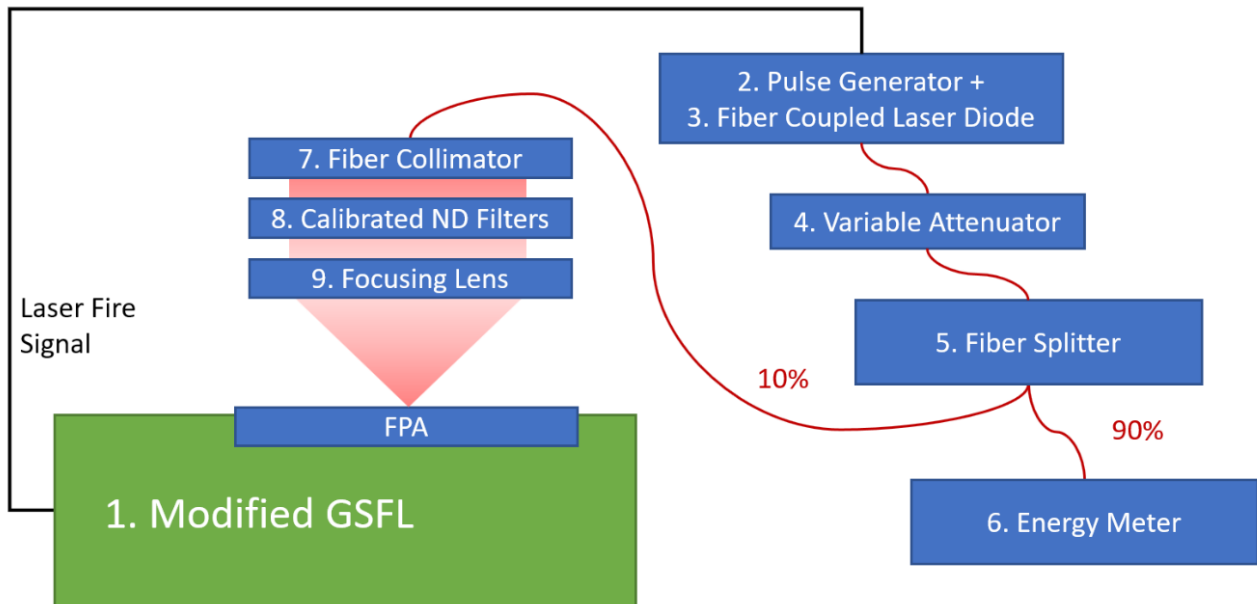 2. Pulse Generator +
3. Fiber Coupled Laser Diode
7. Fiber Collimator
8. Calibrated ND Filters
4. Variable Attenuator
9. Focusing Lens
Laser Fire
Signal
5. Fiber Splitter
10%
FPA
90%
1. Modified GSFL
6. Energy Meter